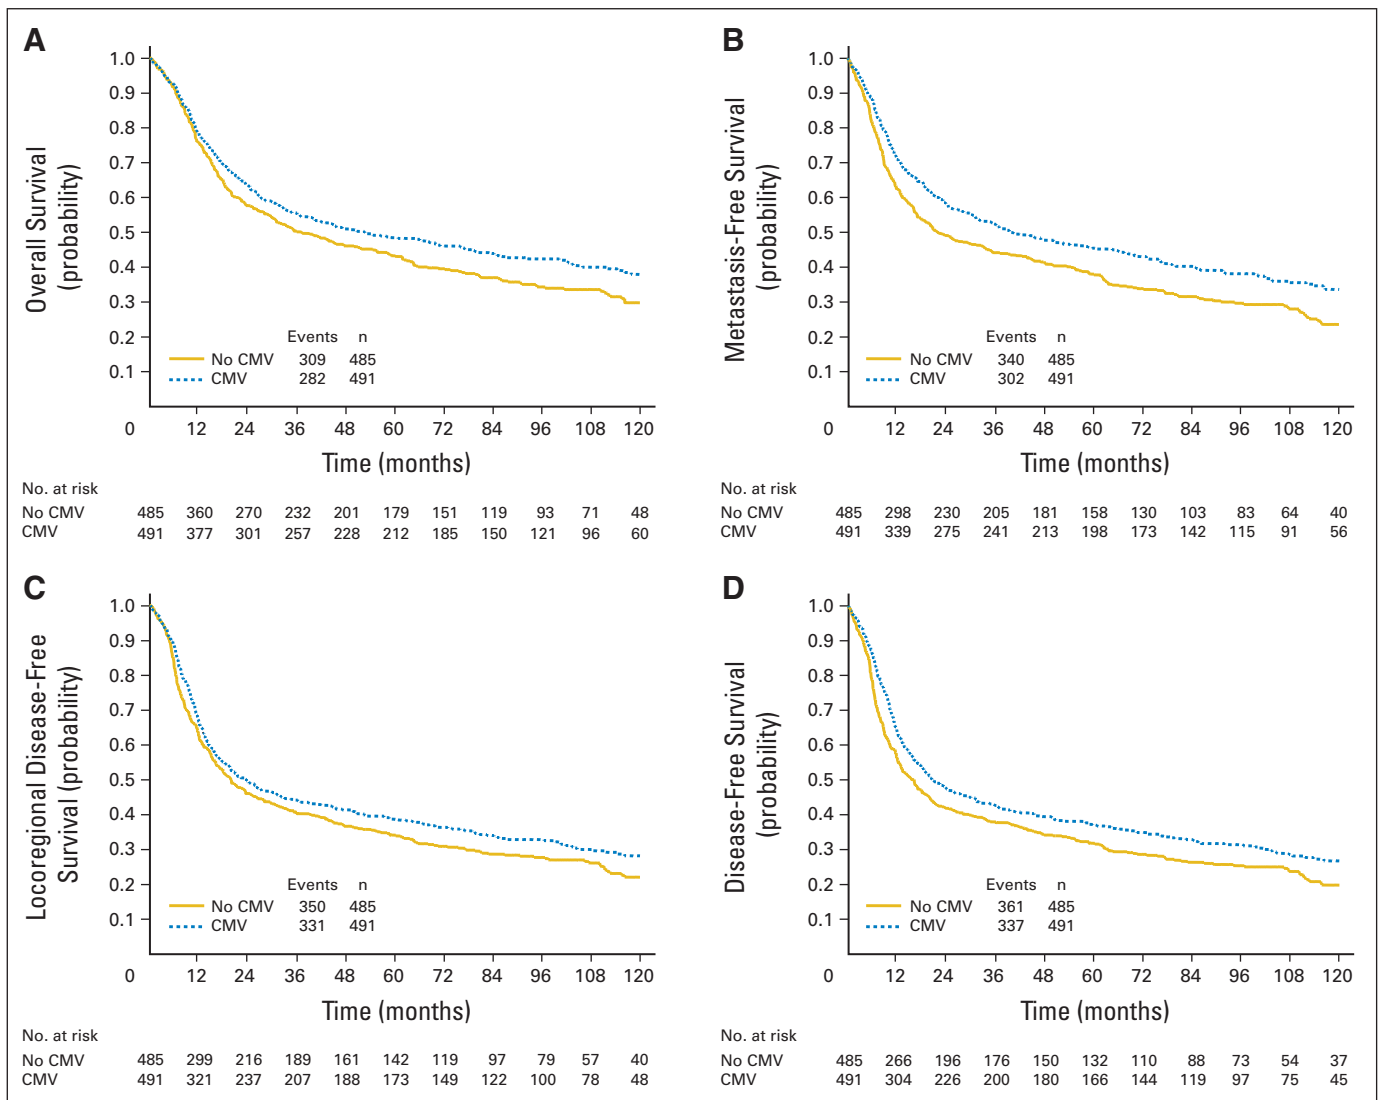 A
Overall Survival
(probability)
1.0
0.9
0.8
0.7
0.6
0.5
0.4
0.3
0.2
0.1
Events n
No CMV 309 485
CMV 282 491
0 12 24 36 48 60 72 84 96 108 120
Time (months)
No. at risk
No CMV 485 360 270 232 201 179 151 119 93 71 48
CMV 491 377 301 257 228 212 185 150 121 96 60
B
Metastasis-Free Survival
(probability)
1.0
0.9
0.8
0.7
0.6
0.5
0.4
0.3
0.2
0.1
Events n
No CMV 340 485
CMV 302 491
0 12 24 36 48 60 72 84 96 108 120
Time (months)
No. at risk
No CMV 485 298 230 205 181 158 130 103 83 64 40
CMV 491 339 275 241 213 198 173 142 115 91 56
C
Locoregional Disease-Free
Survival (probability)
1.0
0.9
0.8
0.7
0.6
0.5
0.4
0.3
0.2
0.1
Events n
No CMV 350 485
CMV 331 491
0 12 24 36 48 60 72 84 96 108 120
Time (months)
No. at risk
No CMV 485 299 216 189 161 142 119 97 79 57 40
CMV 491 321 237 207 188 173 149 122 100 78 48
D
Disease-Free Survival
(probability)
1.0
0.9
0.8
0.7
0.6
0.5
0.4
0.3
0.2
0.1
Events n
No CMV 361 485
CMV 337 491
0 12 24 36 48 60 72 84 96 108 120
Time (months)
No. at risk
No CMV 485 266 196 176 150 132 110 88 73 54 37
CMV 491 304 226 200 180 166 144 119 97 75 45